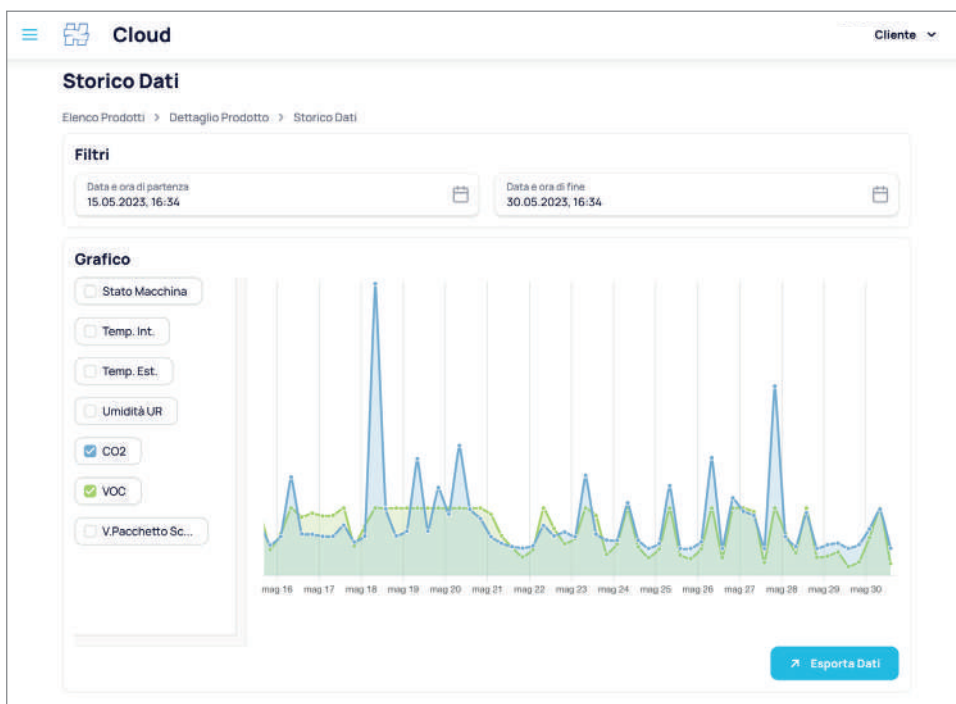 Cloud
Cliente
Storico Dati
Elenco Prodotti > Dettaglio Prodotto > Storico Dati
Filtri
Data e ora di partenza
15.05.2023, 16:34
Data e ora di fine
30.05.2023, 16:34
Grafico
Stato Macchina
Temp. Int.
Temp. Est.
Umidità UR
CO2
VOC
V.Pacchetto Sc...
mag 16 mag 17 mag 18 mag 19 mag 20 mag 21 mag 22 mag 23 mag 24 mag 25 mag 26 mag 27 mag 28 mag 29 mag 30
Esporta Dati